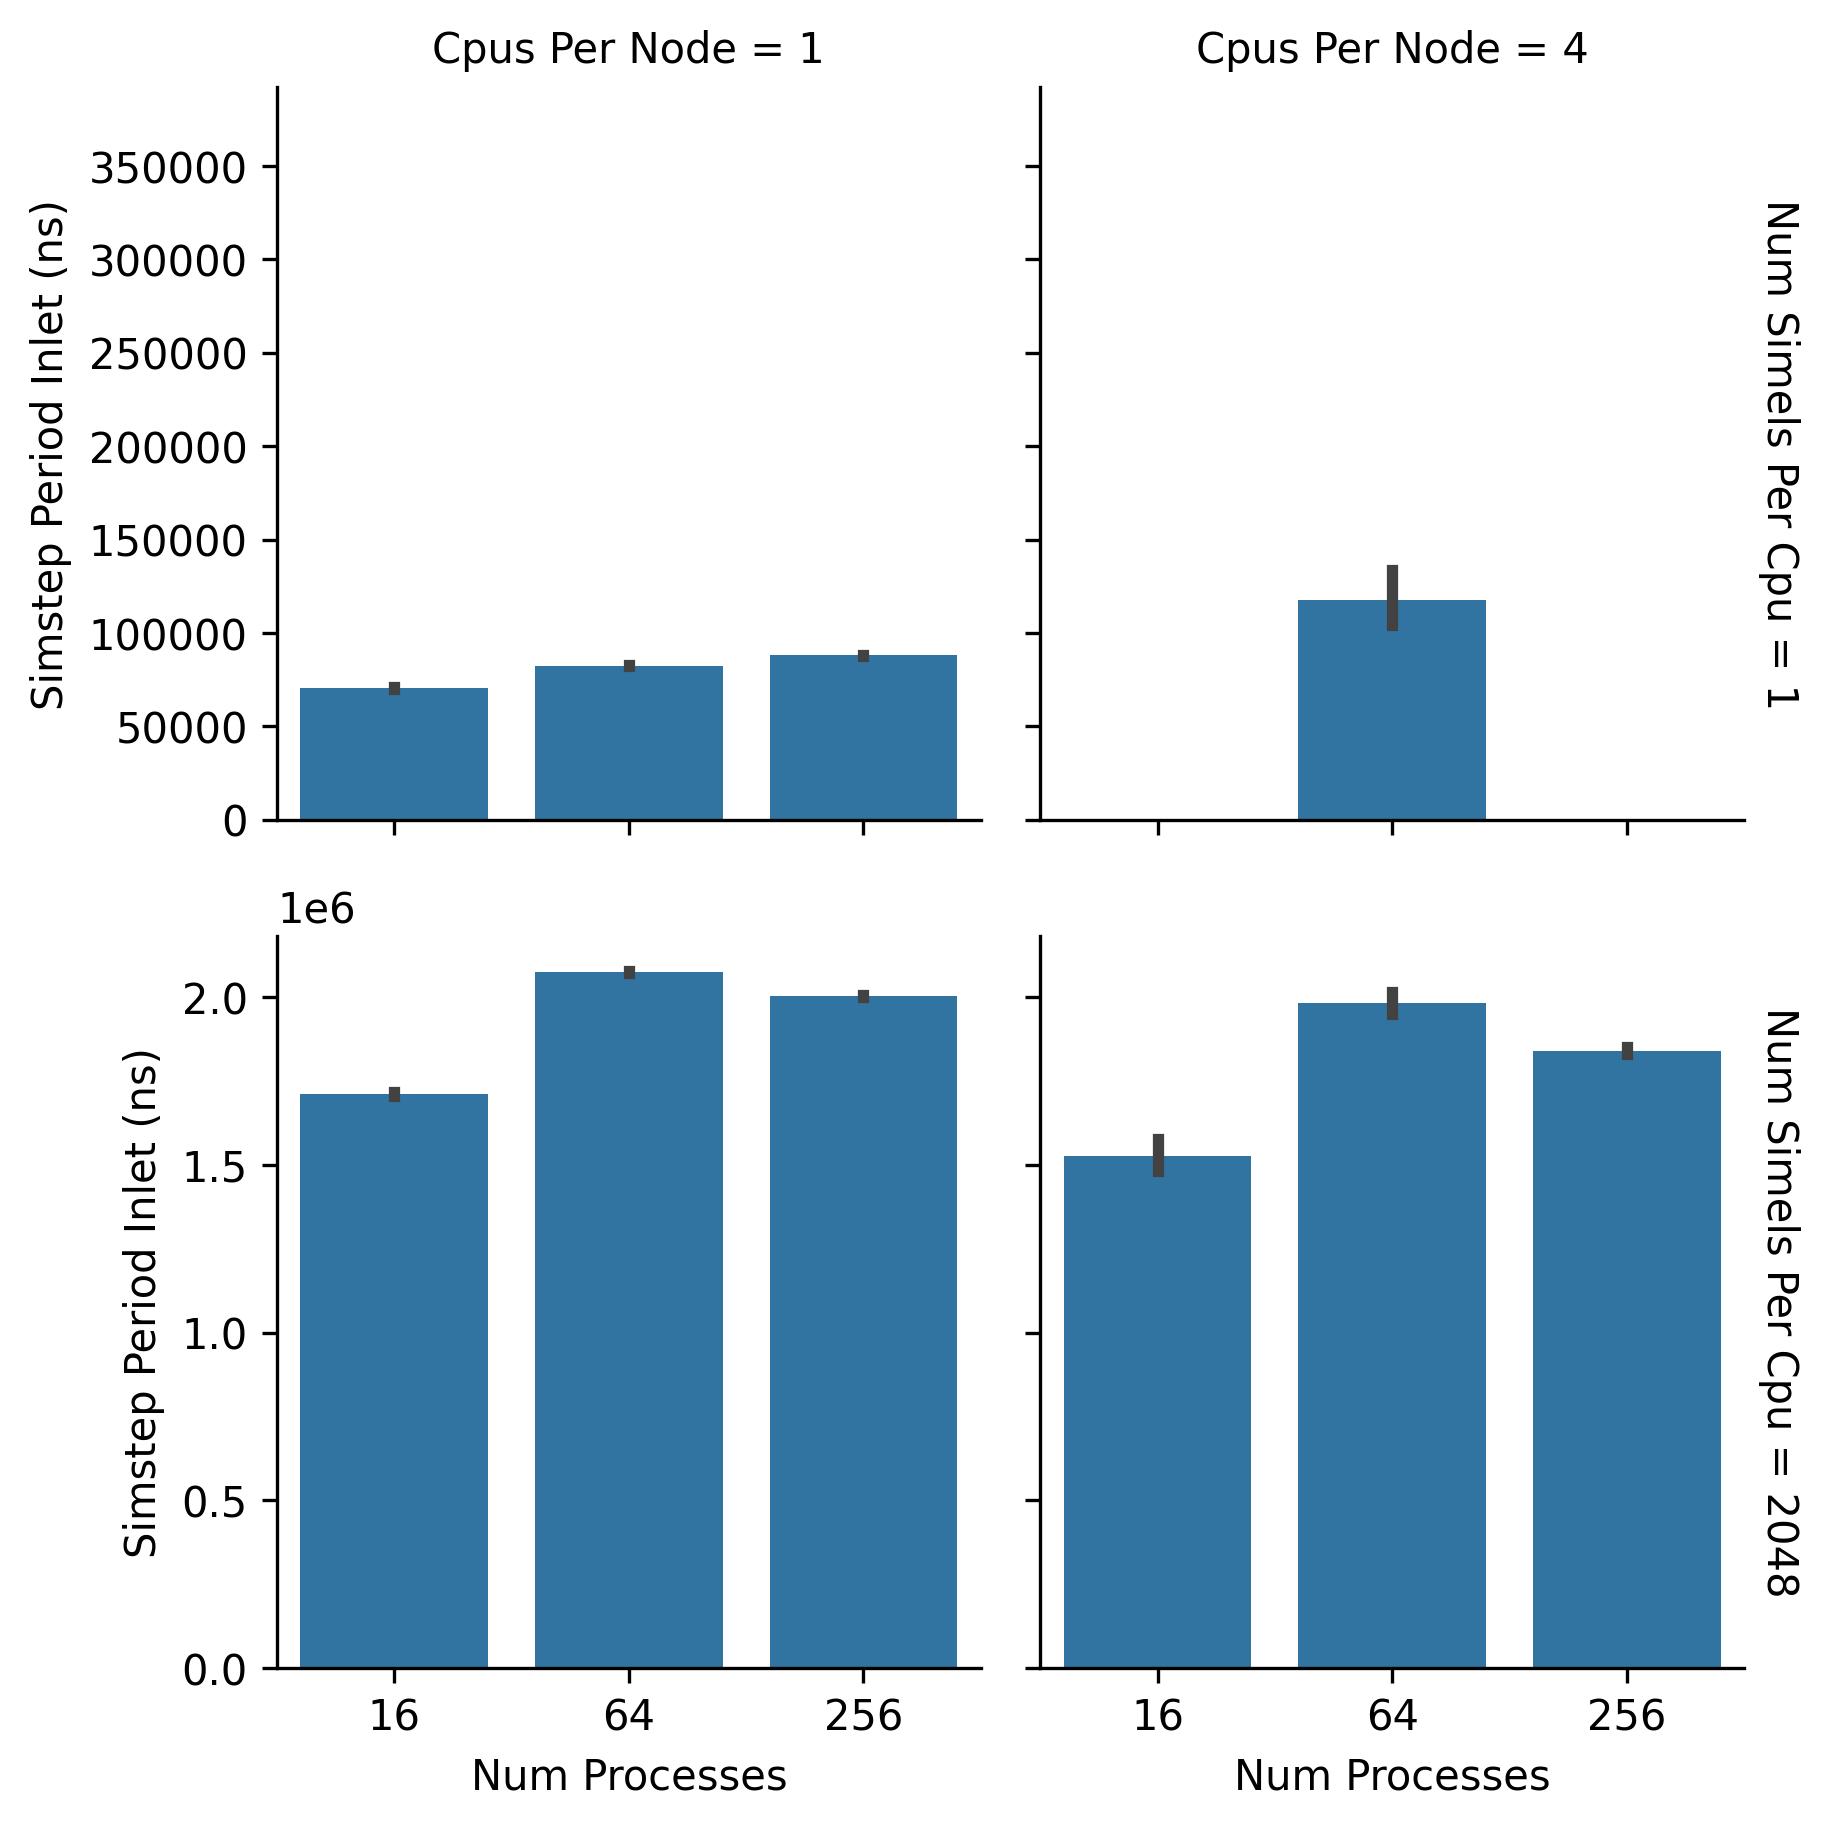 Cpus Per Node = 1
Cpus Per Node = 4
Simstep Period Inlet (ns)
350000
300000
250000
200000
150000
100000
50000
0
Num Simels Per Cpu = 1
1e6
Simstep Period Inlet (ns)
2.0
1.5
1.0
0.5
0.0
Num Simels Per Cpu = 2048
16 64 256
16 64 256
Num Processes
Num Processes